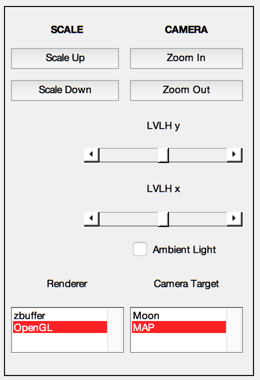 SCALE CAMERA
Scale Up Zoom In
Scale Down Zoom Out
LVLH y
LVLH x
Ambient Light
Renderer Camera Target
zbuffer Moon
OpenGL MAP